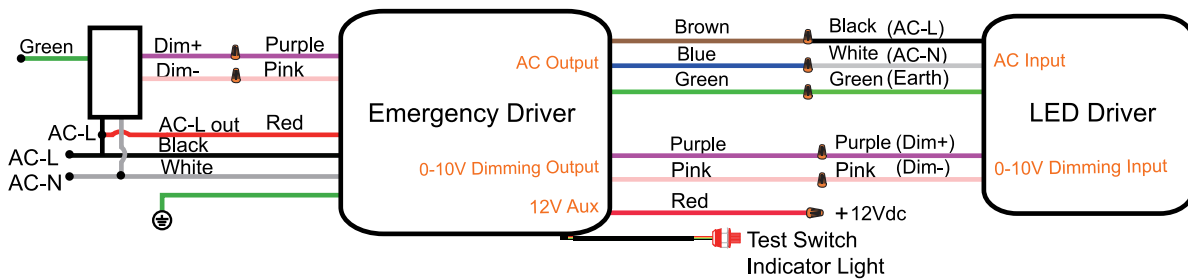 Green
Dim+ Purple
Dim- Pink
AC-L
AC-L out Red
AC-L
Black
AC-N
White
Emergency Driver
AC Output
0-10V Dimming Output
12V Aux
Brown Black (AC-L)
Blue White (AC-N)
Green Green (Earth)
Purple Purple (Dim+)
Pink Pink (Dim-)
Red +12Vdc
Test Switch
Indicator Light
AC Input
LED Driver
0-10V Dimming Input